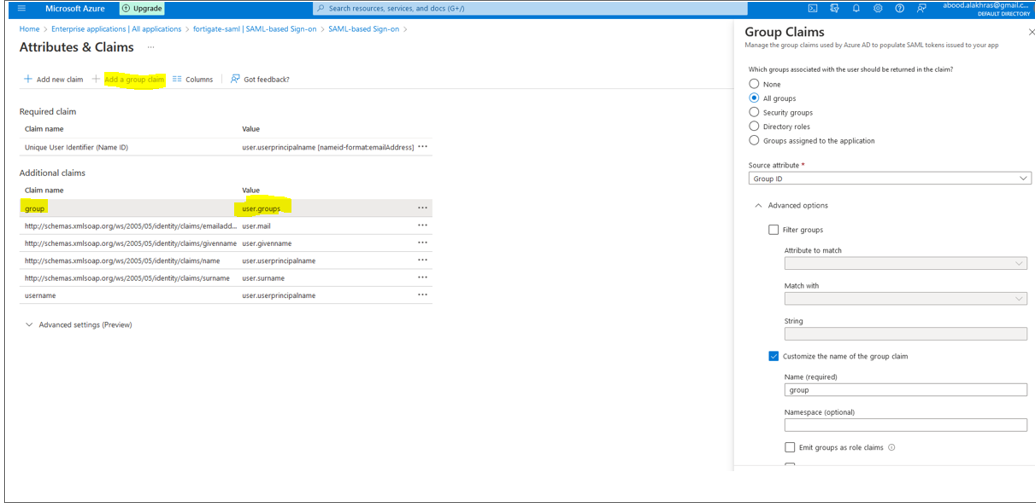 Microsoft Azure
Upgrade
Search resources, services, and docs (G+/)
abood.alakhras@gmail.c...
DEFAULT DIRECTORY
Home > Enterprise applications | All applications > fortigate-saml | SAML-based Sign-on > SAML-based Sign-on >
Attributes & Claims ...
+ Add new claim + Add a group claim Columns Got feedback?
Required claim
Claim name Value
Unique User Identifier (Name ID) user.userprincipalname [nameid-format:emailAddress] ...
Additional claims
Claim name Value
group user.groups ...
http://schemas.xmlsoap.org/ws/2005/05/identity/claims/emailadd... user.mail ...
http://schemas.xmlsoap.org/ws/2005/05/identity/claims/givenname user.givenname ...
http://schemas.xmlsoap.org/ws/2005/05/identity/claims/name user.userprincipalname ...
http://schemas.xmlsoap.org/ws/2005/05/identity/claims/surname user.surname ...
username user.userprincipalname ...
Advanced settings (Preview)
Group Claims
Manage the group claims used by Azure AD to populate SAML tokens issued to your app
Which groups associated with the user should be returned in the claim?
None
All groups
Security groups
Directory roles
Groups assigned to the application
Source attribute *
Group ID
Advanced options
Filter groups
Attribute to match
Match with
String
Customize the name of the group claim
Name (required)
group
Namespace (optional)
Emit groups as role claims